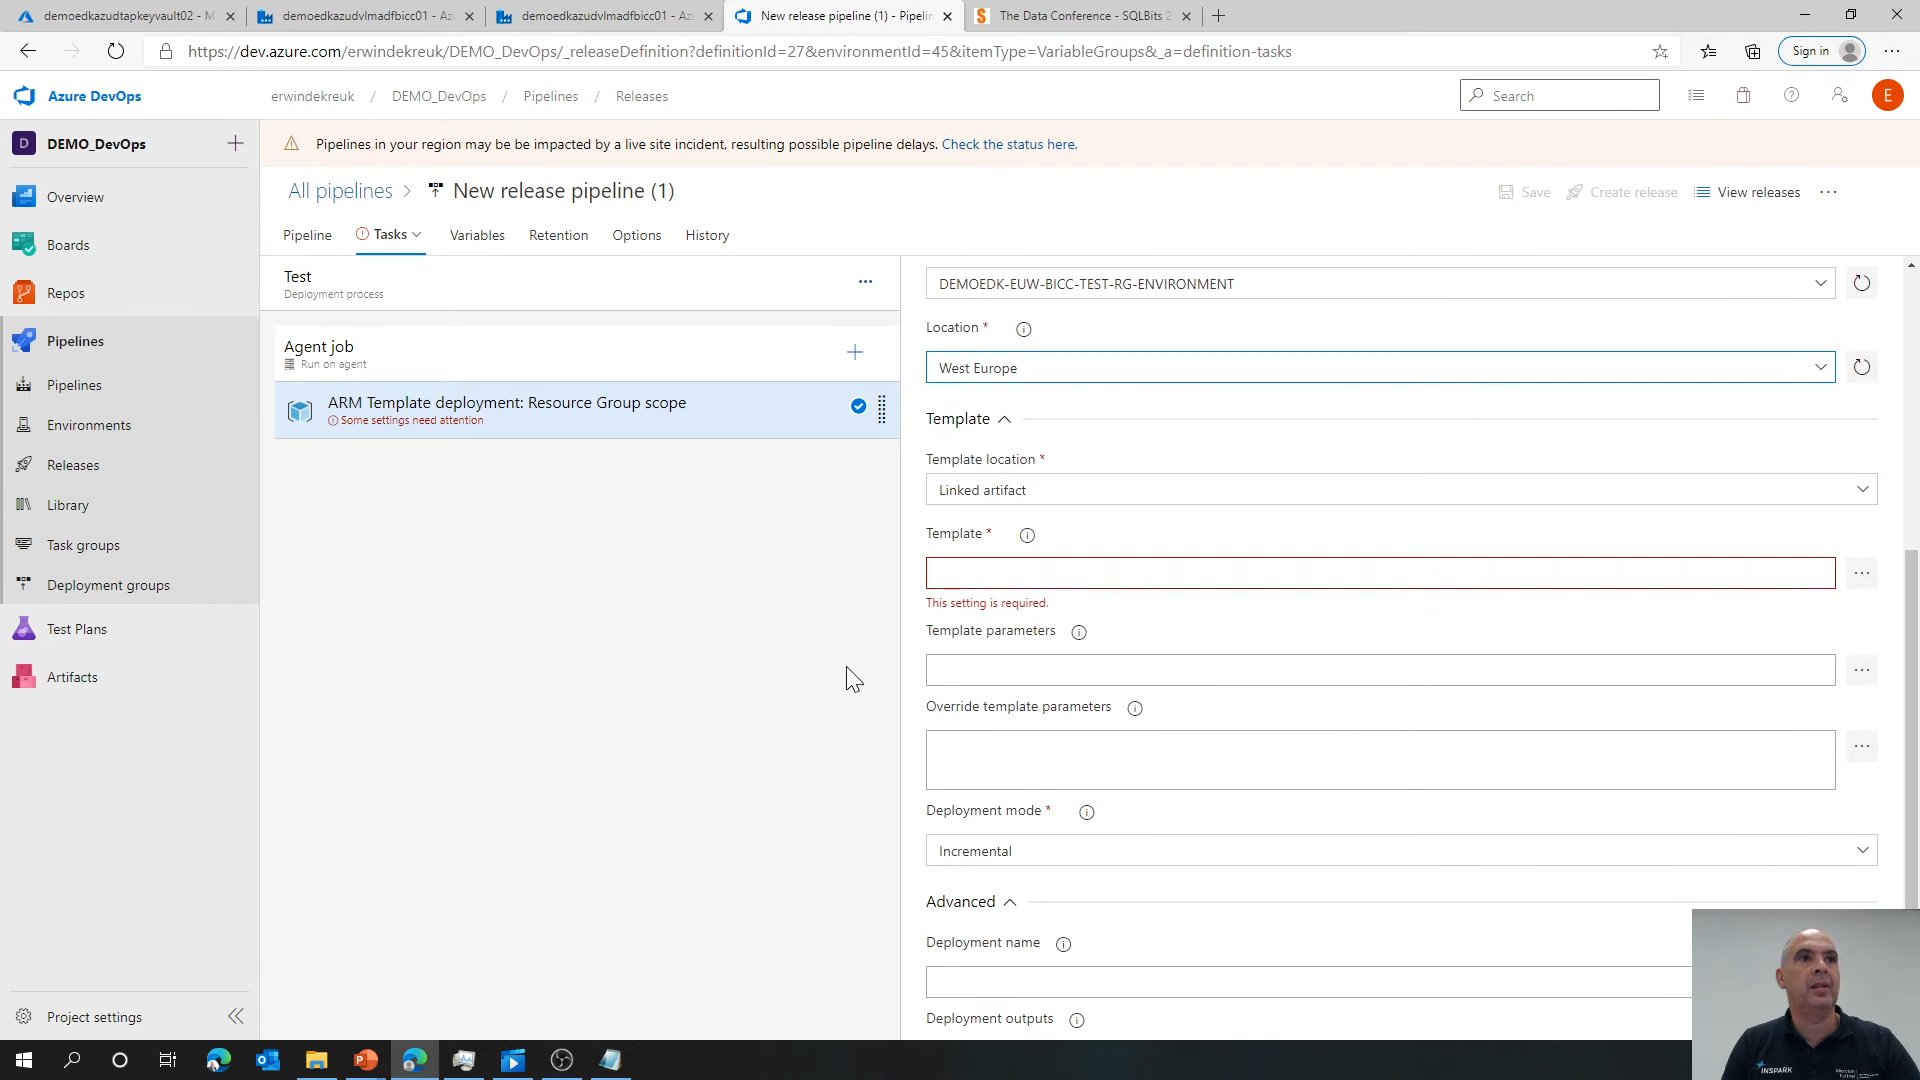 demoedkazudtapkeyvault02 - M
demoedkazudvlmadfbicc01 - Az
demoedkazudvlmadfbicc01 - Az
New release pipeline (1) - Pipelin
The Data Conference - SQLBits 2
https://dev.azure.com/erwindekreuk/DEMO_DevOps/_releaseDefinition?definitionId=27&environmentId=45&itemType=VariableGroups&_a=definition-tasks
Sign in
Azure DevOps
erwindekreuk / DEMO_DevOps / Pipelines / Releases
Search
E
D DEMO_DevOps
Overview
Boards
Repos
Pipelines
Pipelines
Environments
Releases
Library
Task groups
Deployment groups
Test Plans
Artifacts
Project settings
Pipelines in your region may be be impacted by a live site incident, resulting possible pipeline delays. Check the status here.
All pipelines > New release pipeline (1)
Save
Create release
View releases
Pipeline
Tasks
Variables
Retention
Options
History
Test
Deployment process
Agent job
Run on agent
ARM Template deployment: Resource Group scope
Some settings need attention
DEMOEDK-EUW-BICC-TEST-RG-ENVIRONMENT
Location *
West Europe
Template
Template location *
Linked artifact
Template *
This setting is required.
Template parameters
Override template parameters
Deployment mode *
Incremental
Advanced
Deployment name
Deployment outputs
INSPARK